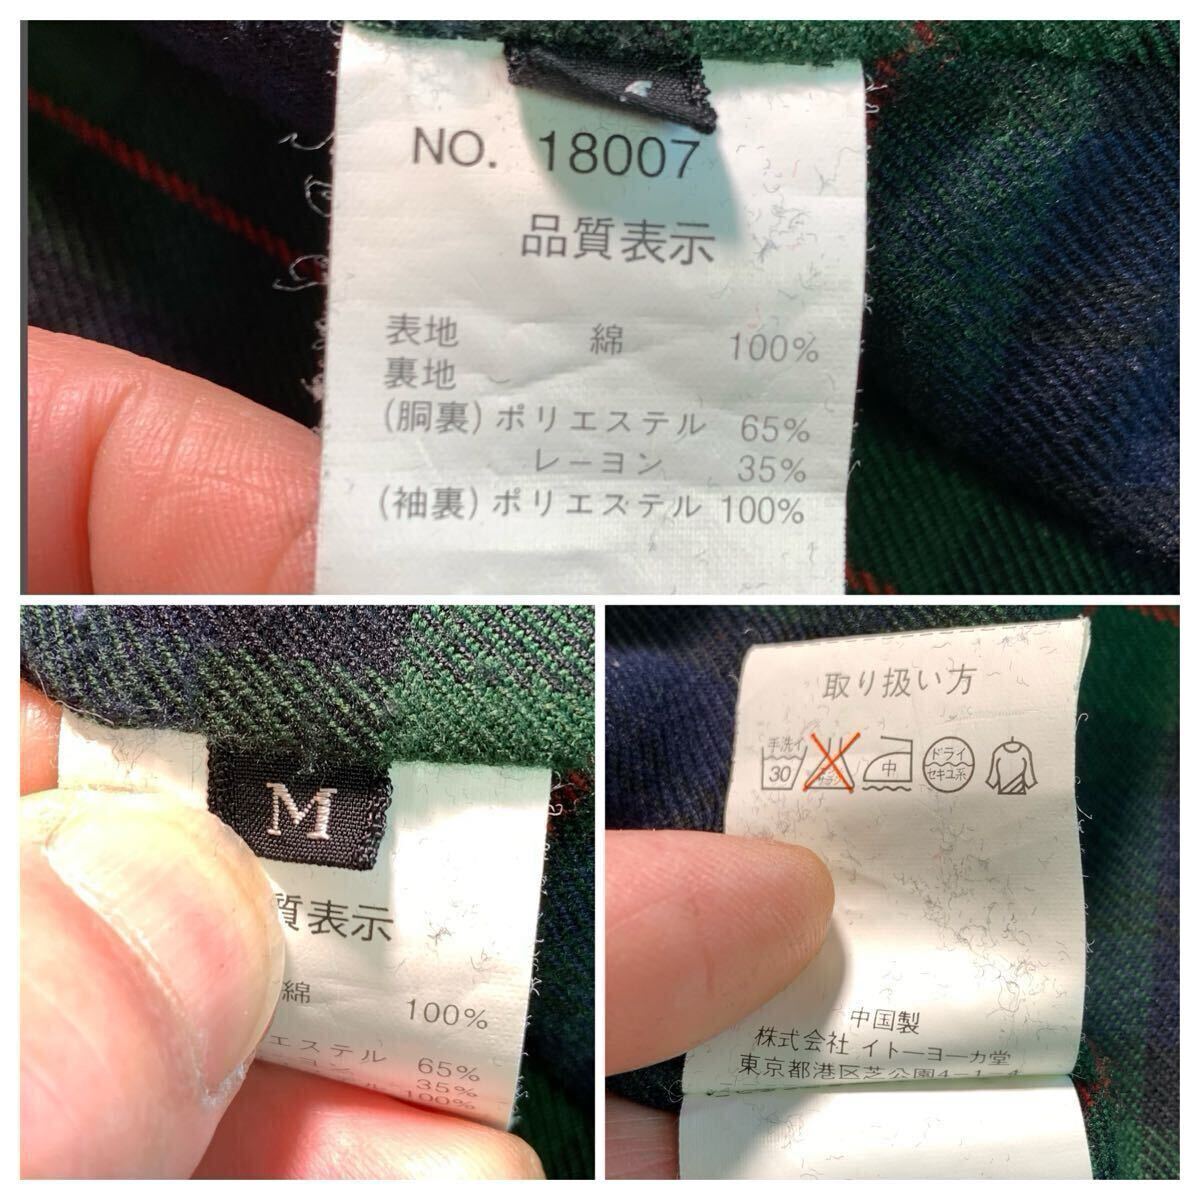 NO. 18007
品質表示
表地 綿 100%
裏地
(胴裏) ポリエステル 65%
レーヨン 35%
(袖裏) ポリエステル 100%
M
質表示
綿 100%
エステル 65%
35%
100%
取り扱い方
手洗イ
30
中
ドライ
セキユ系
中国製
株式会社 イトーヨーカ堂
東京都港区芝公園4-1-4